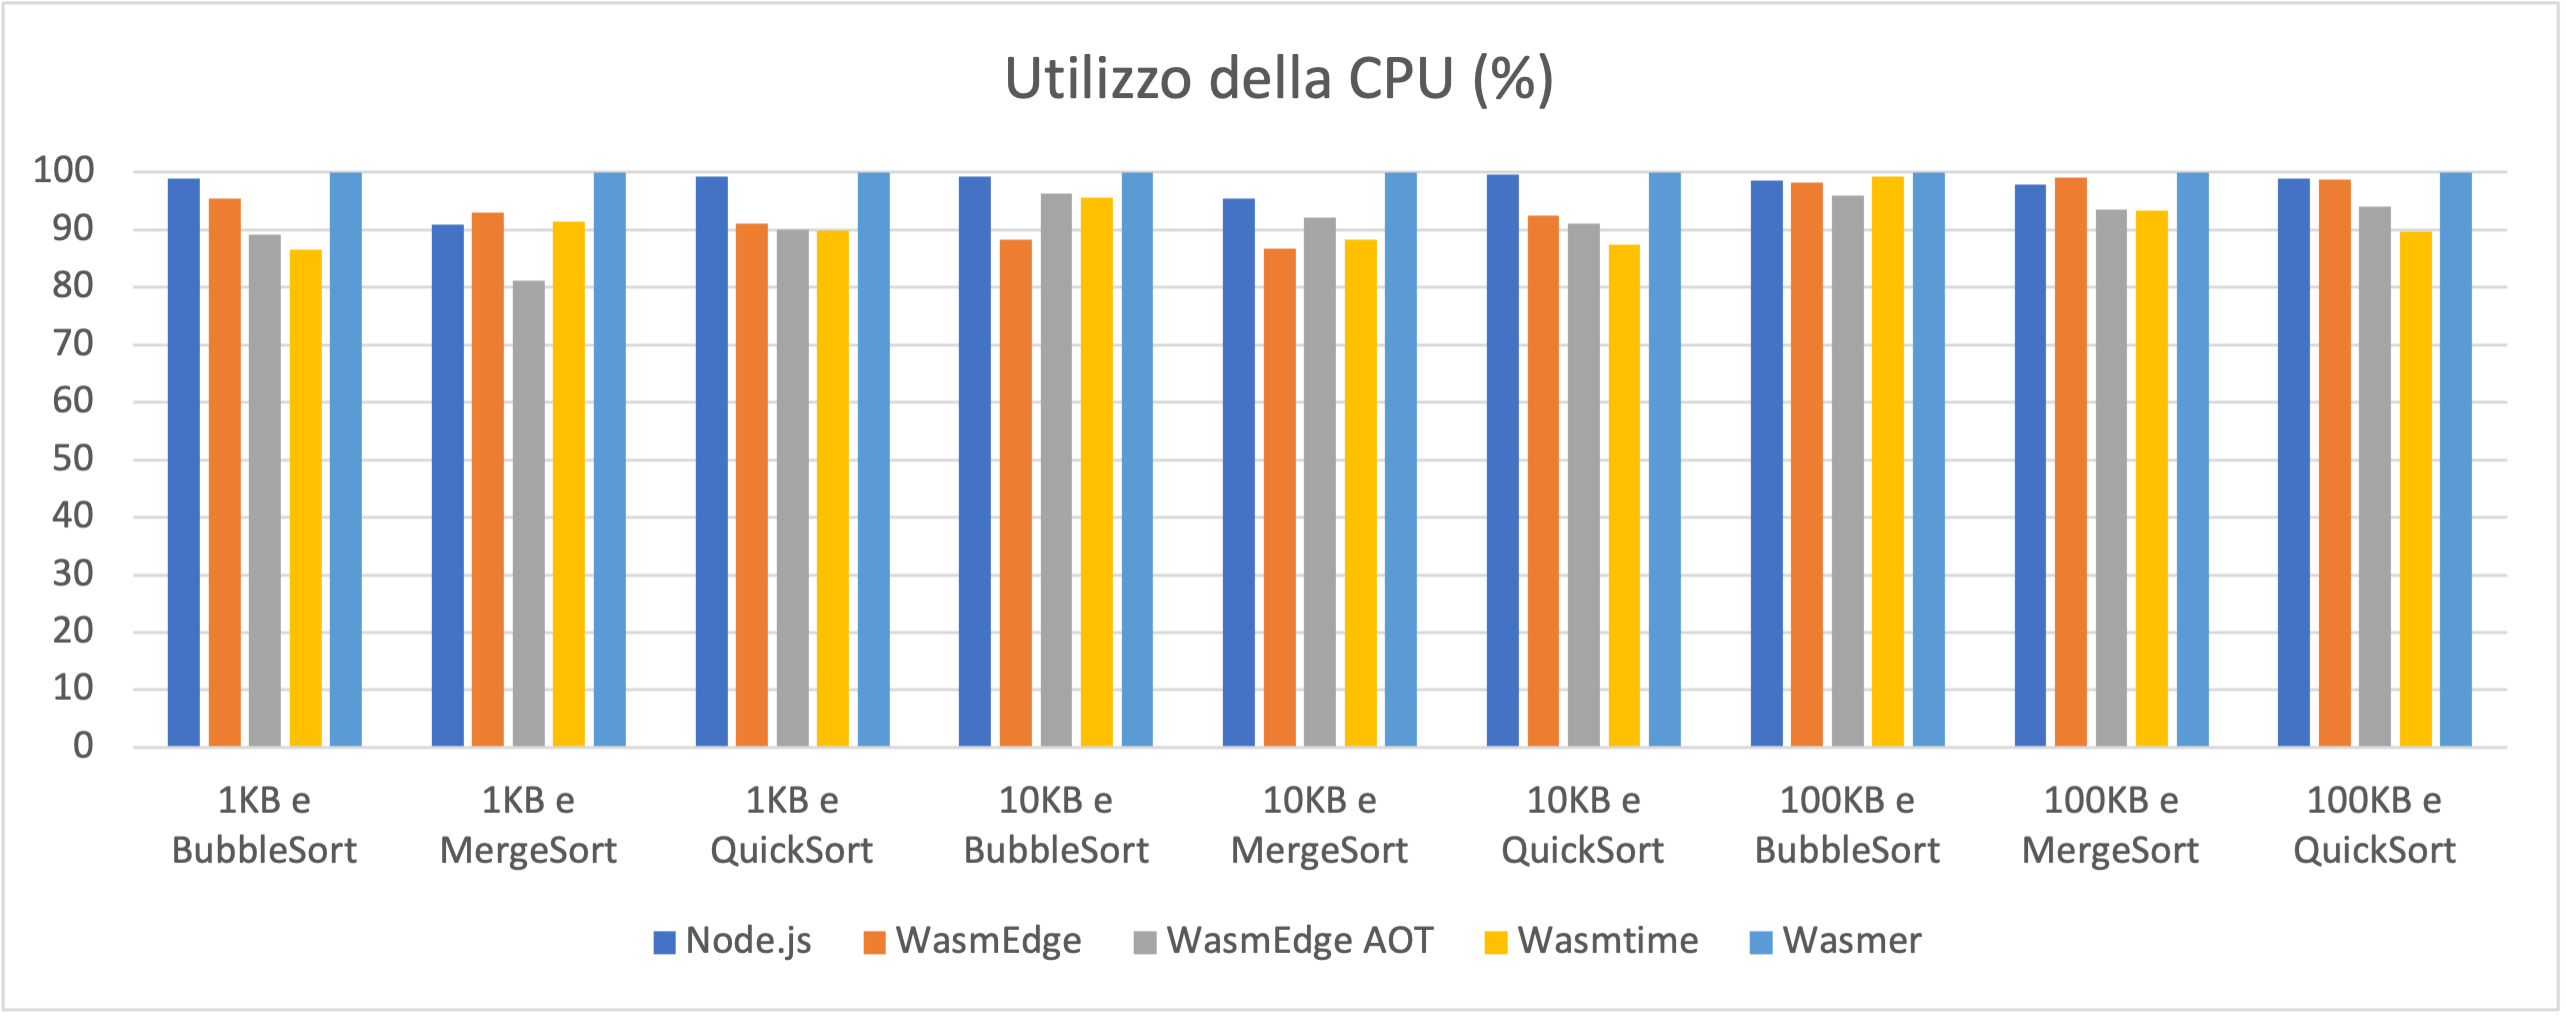 Utilizzo della CPU (%)
100
90
80
70
60
50
40
30
20
10
0
1KB e
BubbleSort
1KB e
MergeSort
1KB e
QuickSort
10KB e
BubbleSort
10KB e
MergeSort
10KB e
QuickSort
100KB e
BubbleSort
100KB e
MergeSort
100KB e
QuickSort
Node.js WasmEdge WasmEdge AOT Wasmtime Wasmer